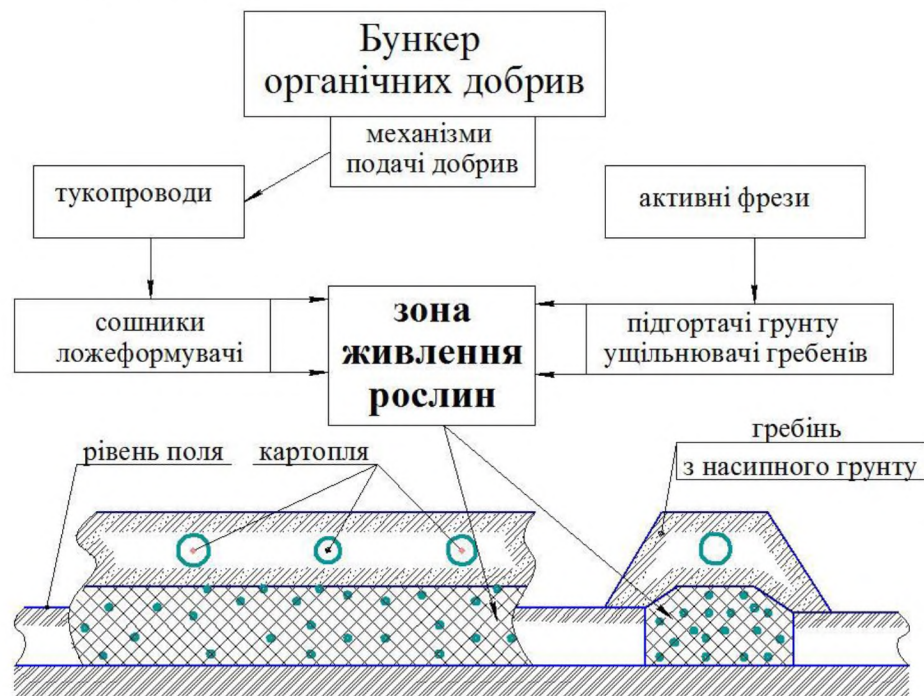 Бункер
органічних добрив
механізми
подачі добрив
тукопроводи
активні фрези
сошники
ложеформувачі
зона
живлення
рослин
підгортачі грунту
ущільнювачі гребенів
рівень поля
картопля
гребінь
з насипного грунту